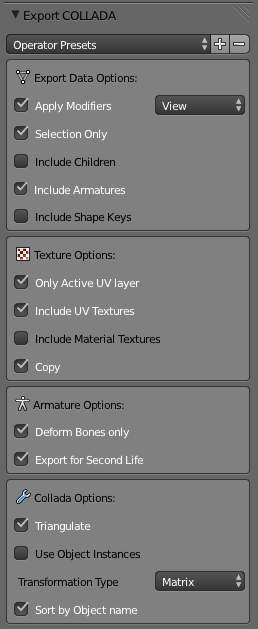 Export COLLADA
Operator Presets
Export Data Options:
Apply Modifiers View
Selection Only
Include Children
Include Armatures
Include Shape Keys
Texture Options:
Only Active UV layer
Include UV Textures
Include Material Textures
Copy
Armature Options:
Deform Bones only
Export for Second Life
Collada Options:
Triangulate
Use Object Instances
Transformation Type Matrix
Sort by Object name